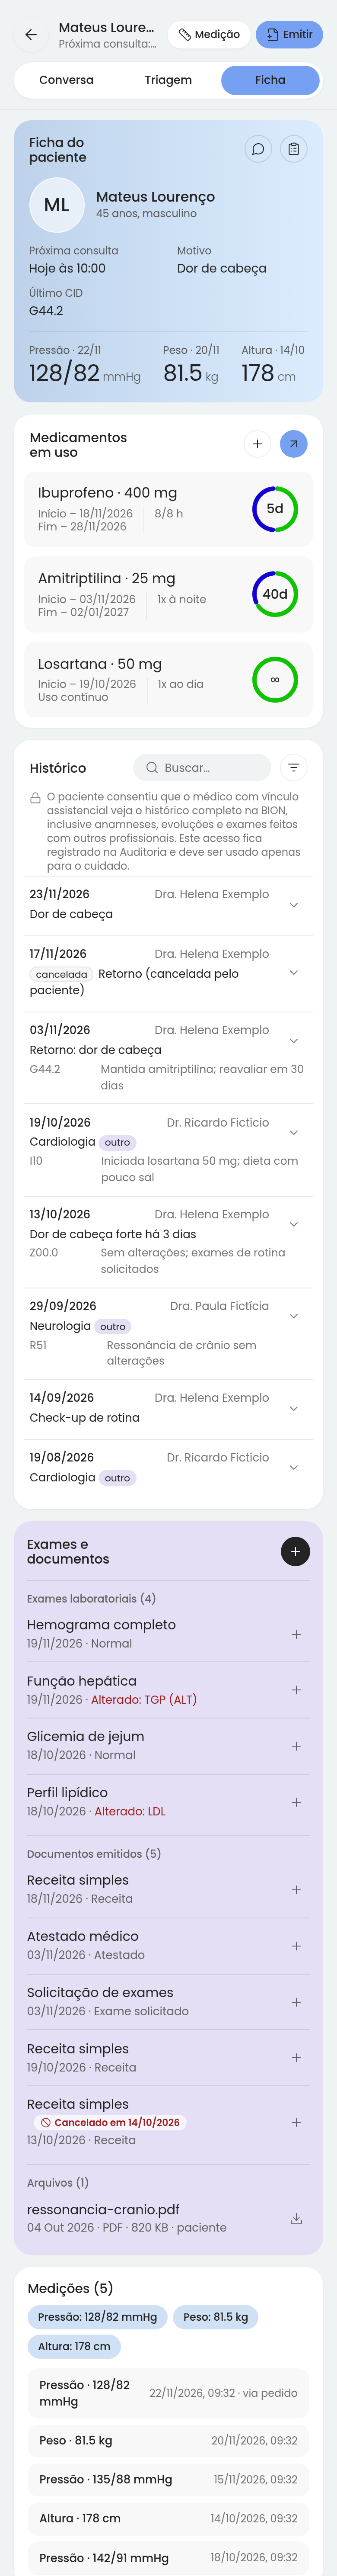 Mateus Loure...
Próxima consulta:...
Medição
Emitir
Conversa
Triagem
Ficha
Ficha do
paciente
ML
Mateus Lourenço
45 anos, masculino
Próxima consulta
Motivo
Hoje às 10:00
Dor de cabeça
Último CID
G44.2
Pressão · 22/11
Peso · 20/11
Altura · 14/10
128/82 mmHg
81.5 kg
178 cm
Medicamentos
em uso
Ibuprofeno · 400 mg
Início – 18/11/2026
Fim – 28/11/2026
8/8 h
5d
Amitriptilina · 25 mg
Início – 03/11/2026
Fim – 02/01/2027
1x à noite
40d
Losartana · 50 mg
Início – 19/10/2026
Uso contínuo
1x ao dia
∞
Histórico
Buscar...
O paciente consentiu que o médico com vínculo
assistencial veja o histórico completo na BION,
inclusive anamneses, evoluções e exames feitos
com outros profissionais. Este acesso fica
registrado na Auditoria e deve ser usado apenas
para o cuidado.
23/11/2026
Dra. Helena Exemplo
Dor de cabeça
17/11/2026
Dra. Helena Exemplo
cancelada Retorno (cancelada pelo
paciente)
03/11/2026
Dra. Helena Exemplo
Retorno: dor de cabeça
G44.2
Mantida amitriptilina; reavaliar em 30
dias
19/10/2026
Dr. Ricardo Fictício
Cardiologia outro
I10
Iniciada losartana 50 mg; dieta com
pouco sal
13/10/2026
Dra. Helena Exemplo
Dor de cabeça forte há 3 dias
Z00.0
Sem alterações; exames de rotina
solicitados
29/09/2026
Dra. Paula Fictícia
Neurologia outro
R51
Ressonância de crânio sem
alterações
14/09/2026
Dra. Helena Exemplo
Check-up de rotina
19/08/2026
Dr. Ricardo Fictício
Cardiologia outro
Exames e
documentos
Exames laboratoriais (4)
Hemograma completo
19/11/2026 · Normal
Função hepática
19/11/2026 · Alterado: TGP (ALT)
Glicemia de jejum
18/10/2026 · Normal
Perfil lipídico
18/10/2026 · Alterado: LDL
Documentos emitidos (5)
Receita simples
18/11/2026 · Receita
Atestado médico
03/11/2026 · Atestado
Solicitação de exames
03/11/2026 · Exame solicitado
Receita simples
19/10/2026 · Receita
Receita simples
Cancelado em 14/10/2026
13/10/2026 · Receita
Arquivos (1)
ressonancia-cranio.pdf
04 Out 2026 · PDF · 820 KB · paciente
Medições (5)
Pressão: 128/82 mmHg
Peso: 81.5 kg
Altura: 178 cm
Pressão · 128/82
mmHg
22/11/2026, 09:32 · via pedido
Peso · 81.5 kg
20/11/2026, 09:32
Pressão · 135/88 mmHg
15/11/2026, 09:32
Altura · 178 cm
14/10/2026, 09:32
Pressão · 142/91 mmHg
18/10/2026, 09:32